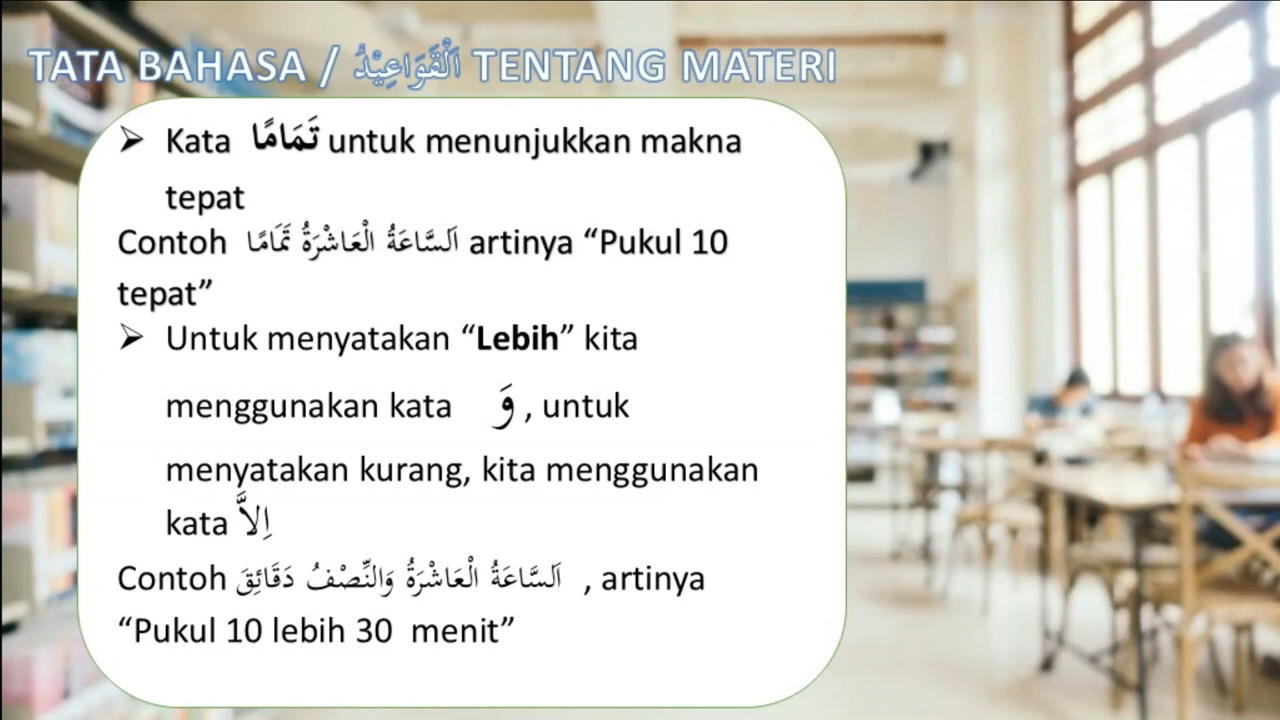 TATA BAHASA / اَلْقَوَاعِيْدُ TENTANG MATERI
➢ Kata تَمَامًا untuk menunjukkan makna
tepat
Contoh اَلسَّاعَةُ الْعَاشْرَةُ تَمَامًا artinya “Pukul 10
tepat”
➢ Untuk menyatakan “Lebih” kita
menggunakan kata وَ , untuk
menyatakan kurang, kita menggunakan
kata اِلاَّ
Contoh اَلسَّاعَةُ الْعَاشْرَةُ وَالنِّصْفُ دَقَائِقَ , artinya
“Pukul 10 lebih 30 menit”